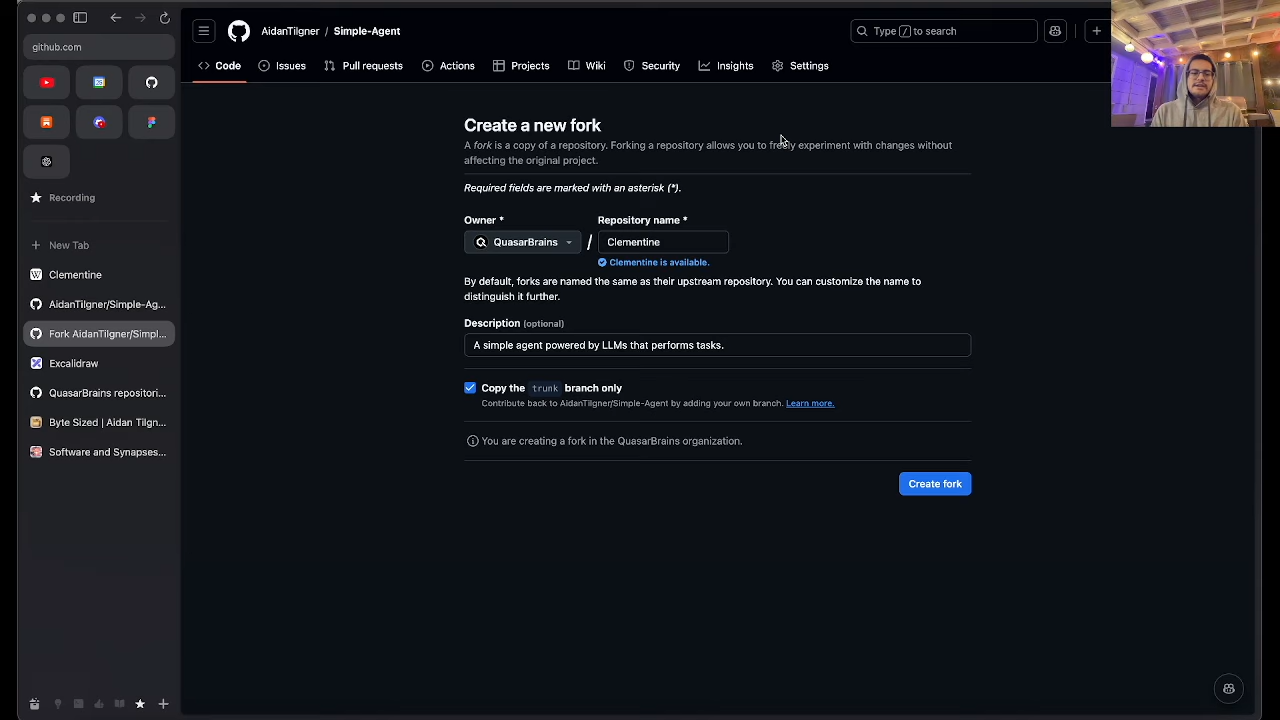 github.com
Recording
New Tab
Clementine
AidanTilgner/Simple-Ag...
Fork AidanTilgner/Simpl...
Excalidraw
QuasarBrains repositori...
Byte Sized | Aidan Tilgn...
Software and Synapses...
AidanTilgner / Simple-Agent
Type / to search
Code
Issues
Pull requests
Actions
Projects
Wiki
Security
Insights
Settings
Create a new fork
A fork is a copy of a repository. Forking a repository allows you to freely experiment with changes without
affecting the original project.
Required fields are marked with an asterisk (*).
Owner *
Repository name *
QuasarBrains / Clementine
Clementine is available.
By default, forks are named the same as their upstream repository. You can customize the name to
distinguish it further.
Description (optional)
A simple agent powered by LLMs that performs tasks.
Copy the trunk branch only
Contribute back to AidanTilgner/Simple-Agent by adding your own branch. Learn more.
You are creating a fork in the QuasarBrains organization.
Create fork